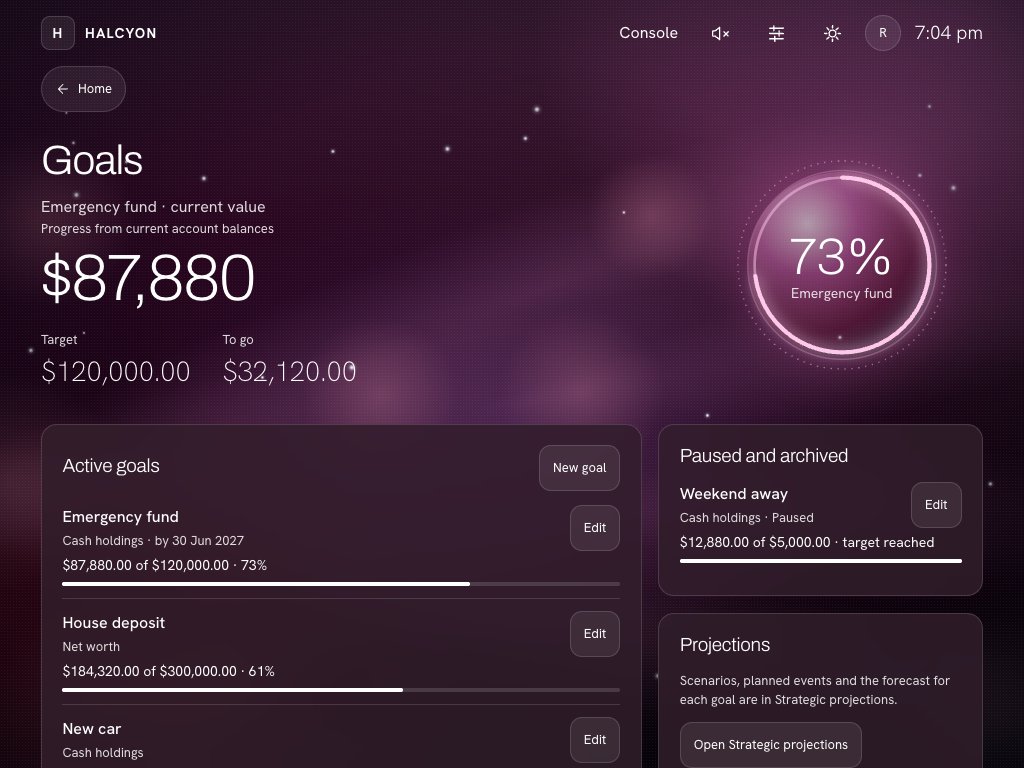 H HALCYON
Console
R
7:04 pm
← Home
Goals
Emergency fund · current value
Progress from current account balances
$87,880
Target
To go
$120,000.00
$32,120.00
73%
Emergency fund
Active goals
New goal
Emergency fund
Edit
Cash holdings · by 30 Jun 2027
$87,880.00 of $120,000.00 · 73%
House deposit
Edit
Net worth
$184,320.00 of $300,000.00 · 61%
New car
Edit
Cash holdings
Paused and archived
Weekend away
Edit
Cash holdings · Paused
$12,880.00 of $5,000.00 · target reached
Projections
Scenarios, planned events and the forecast for
each goal are in Strategic projections.
Open Strategic projections